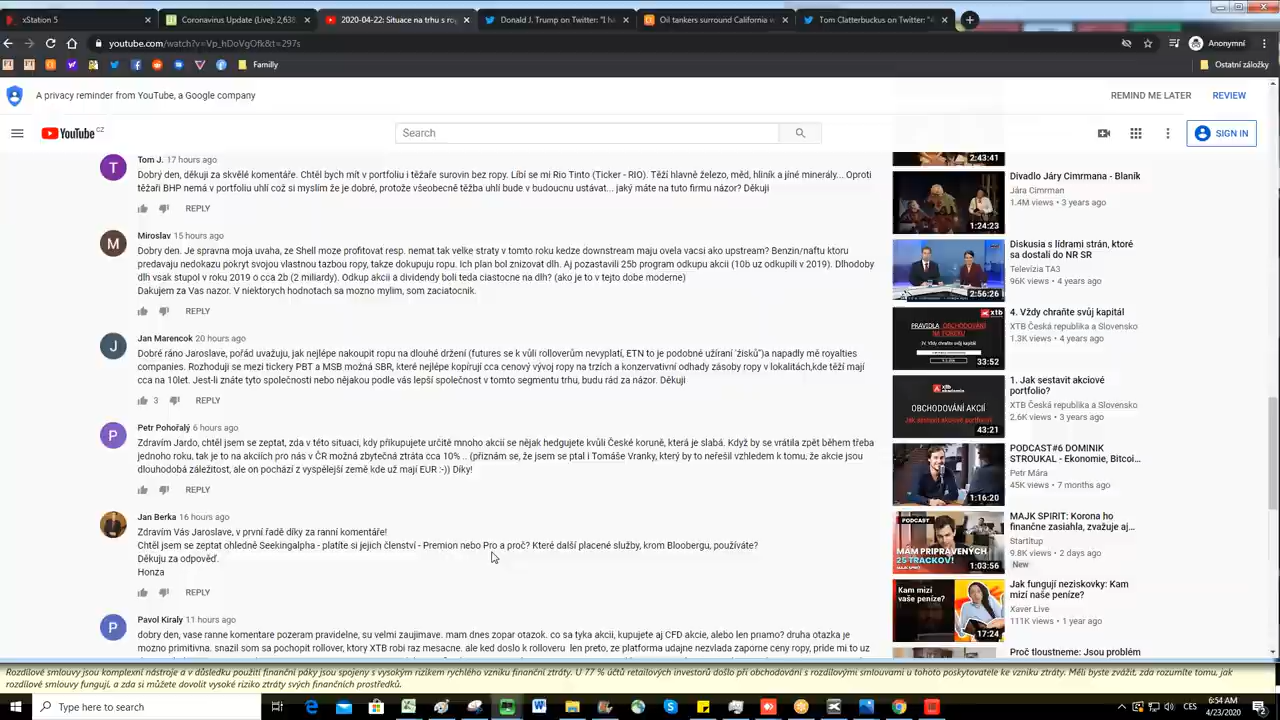 xStation 5
Coronavirus Update (Live): 2,638
2020-04-22: Situace na trhu s rop
Donald J. Trump on Twitter: "I h
Oil tankers surround California w
Tom Clatterbuckus on Twitter: "
youtube.com/watch?v=Vp_hDoVgOfk&t=297s
Anonymní
Familly
Ostatní záložky
A privacy reminder from YouTube, a Google company
REMIND ME LATER
REVIEW
YouTube CZ
Search
SIGN IN
Tom J. 17 hours ago
Dobrý den, děkuji za skvělé komentáře. Chtěl bych mít v portfoliu i těžaře surovin bez ropy. Líbí se mi Rio Tinto (Ticker - RIO). Těží hlavně železo, měď, hliník a jiné minerály... Oproti
těžaři BHP nemá v portfoliu uhlí což si myslím že je dobré, protože všeobecně těžba uhlí bude v budoucnu ustávat... jaký máte na tuto firmu názor? Děkuji
REPLY
Miroslav 15 hours ago
Dobry den. Je spravna moja uvaha, ze Shell moze profitovat resp. nemat tak velke straty v tomto roku kedze downstream maju ovela vacsi ako upstream? Benzin/naftu ktoru
predavaju nedokazu pokryt svojou vlastnou tazbou ropy, takze dokupuju ropu. Ich plan bol znizovat dlh. Aj pozastavili 25b program odkupu akcii (10b uz odkupili v 2019). Dlhodoby
dlh vsak stupol v roku 2019 o cca 2b (2 miliardy). Odkup akcii a dividendy boli teda ciastocne na dlh? (ako je to v tejto dobe moderne)
Dakujem za Vas nazor. V niektorych hodnotach sa mozno mylim, som zaciatocnik.
REPLY
Jan Marencok 20 hours ago
Dobré ráno Jaroslave, pořád uvažuju, jak nejlépe nakoupit ropu na dlouhé držení (futures se k vůli rolloverům nevyplatí, ETN to je podobné užírání ´zisků")a napadly mě royalties
companies. Rozhoduji se mezi BPT a PBT a MSB možná SBR, které nejlépe kopírují cca cenový vývoj ropy na trzích a konzervativní odhady zásoby ropy v lokalitách,kde těží mají
cca na 10let. Jest-li znáte tyto společnosti nebo nějakou podle vás lepší společnost v tomto segmentu trhu, budu rád za názor. Děkuji
3
REPLY
Petr Pohořalý 6 hours ago
Zdravím Jardo, chtěl jsem se zeptat, zda v této situaci, kdy přikupujete určitě mnoho akcií se nějak hedgujete kvůli České koruně, která je slabá. Když by se vrátila zpět během třeba
jednoho roku, tak je to na akciích pro nás v ČR možná zbytečná ztráta cca 10% .. (přiznám se, že jsem se ptal i Tomáše Vranky, který by to neřešil vzhledem k tomu, že akcie jsou
dlouhodobá záležitost, ale on pochází z vyspělejší země kde už mají EUR :-)) Díky!
REPLY
Jan Berka 16 hours ago
Zdravím Vás Jaroslave, v první řadě díky za ranní komentáře!
Chtěl jsem se zeptat ohledně Seekingalpha - platíte si jejich členství - Premion nebo Pro a proč? Které další placené služby, krom Bloobergu, používáte?
Děkuju za odpověď.
Honza
REPLY
Pavol Kiraly 11 hours ago
dobry den, vase ranne komentare pozeram pravidelne, su velmi zaujimave. mam dnes zopar otazok. co sa tyka akcii, kupujete aj CFD akcie, alebo len priamo? druha otazka je
mozno primitivna. snazil som sa pochopit rollover, ktory XTB robi raz mesacne. ale ked doslo k rolloveru len preto, ze platforma udajne nezvlada zaporne ceny ropy, pride mi to uz
2:43:41
Divadlo Járy Cimrmana - Blaník
Jára Cimrman
1.4M views • 3 years ago
1:24:23
Diskusia s lídrami strán, ktoré
sa dostali do NR SR
Televízia TA3
96K views • 4 years ago
2:56:26
4. Vždy chraňte svůj kapitál
XTB Česká republika a Slovensko
1.3K views • 4 years ago
xtb
PRAVIDLA OBCHODOVÁNÍ
NA FOREXU
IV. Vždy chraňte svůj kapitál
33:52
1. Jak sestavit akciové
portfolio?
XTB Česká republika a Slovensko
2.6K views • 3 years ago
OBCHODOVÁNÍ AKCIÍ
43:21
PODCAST#6 DOMINIK
STROUKAL - Ekonomie, Bitcoi...
Petr Mára
45K views • 7 months ago
1:16:20
MAJK SPIRIT: Korona ho
finančne zasiahla, zvažuje aj...
Startitup
9.8K views • 2 days ago
New
PODCAST
MÁM PRIPRAVENÝCH
25 TRACKOV!
1:03:56
Jak fungují neziskovky: Kam
mizí naše peníze?
Xaver Live
111K views • 1 year ago
Kam mizí
vaše peníze?
17:24
Proč tloustneme: Jsou problém
Rozdílové smlouvy jsou komplexní nástroje a v důsledku použití finanční páky jsou spojeny s vysokým rizikem rychlého vzniku finanční ztráty. U 77 % účtů retailových investorů došlo při obchodování s rozdílovými smlouvami u tohoto poskytovatele ke vzniku ztráty. Měli byste zvážit, zda rozumíte tomu, jak
rozdílové smlouvy fungují, a zda si můžete dovolit vysoké riziko ztráty svých finančních prostředků.
Type here to search
CES
6:54 AM
4/23/2020
2